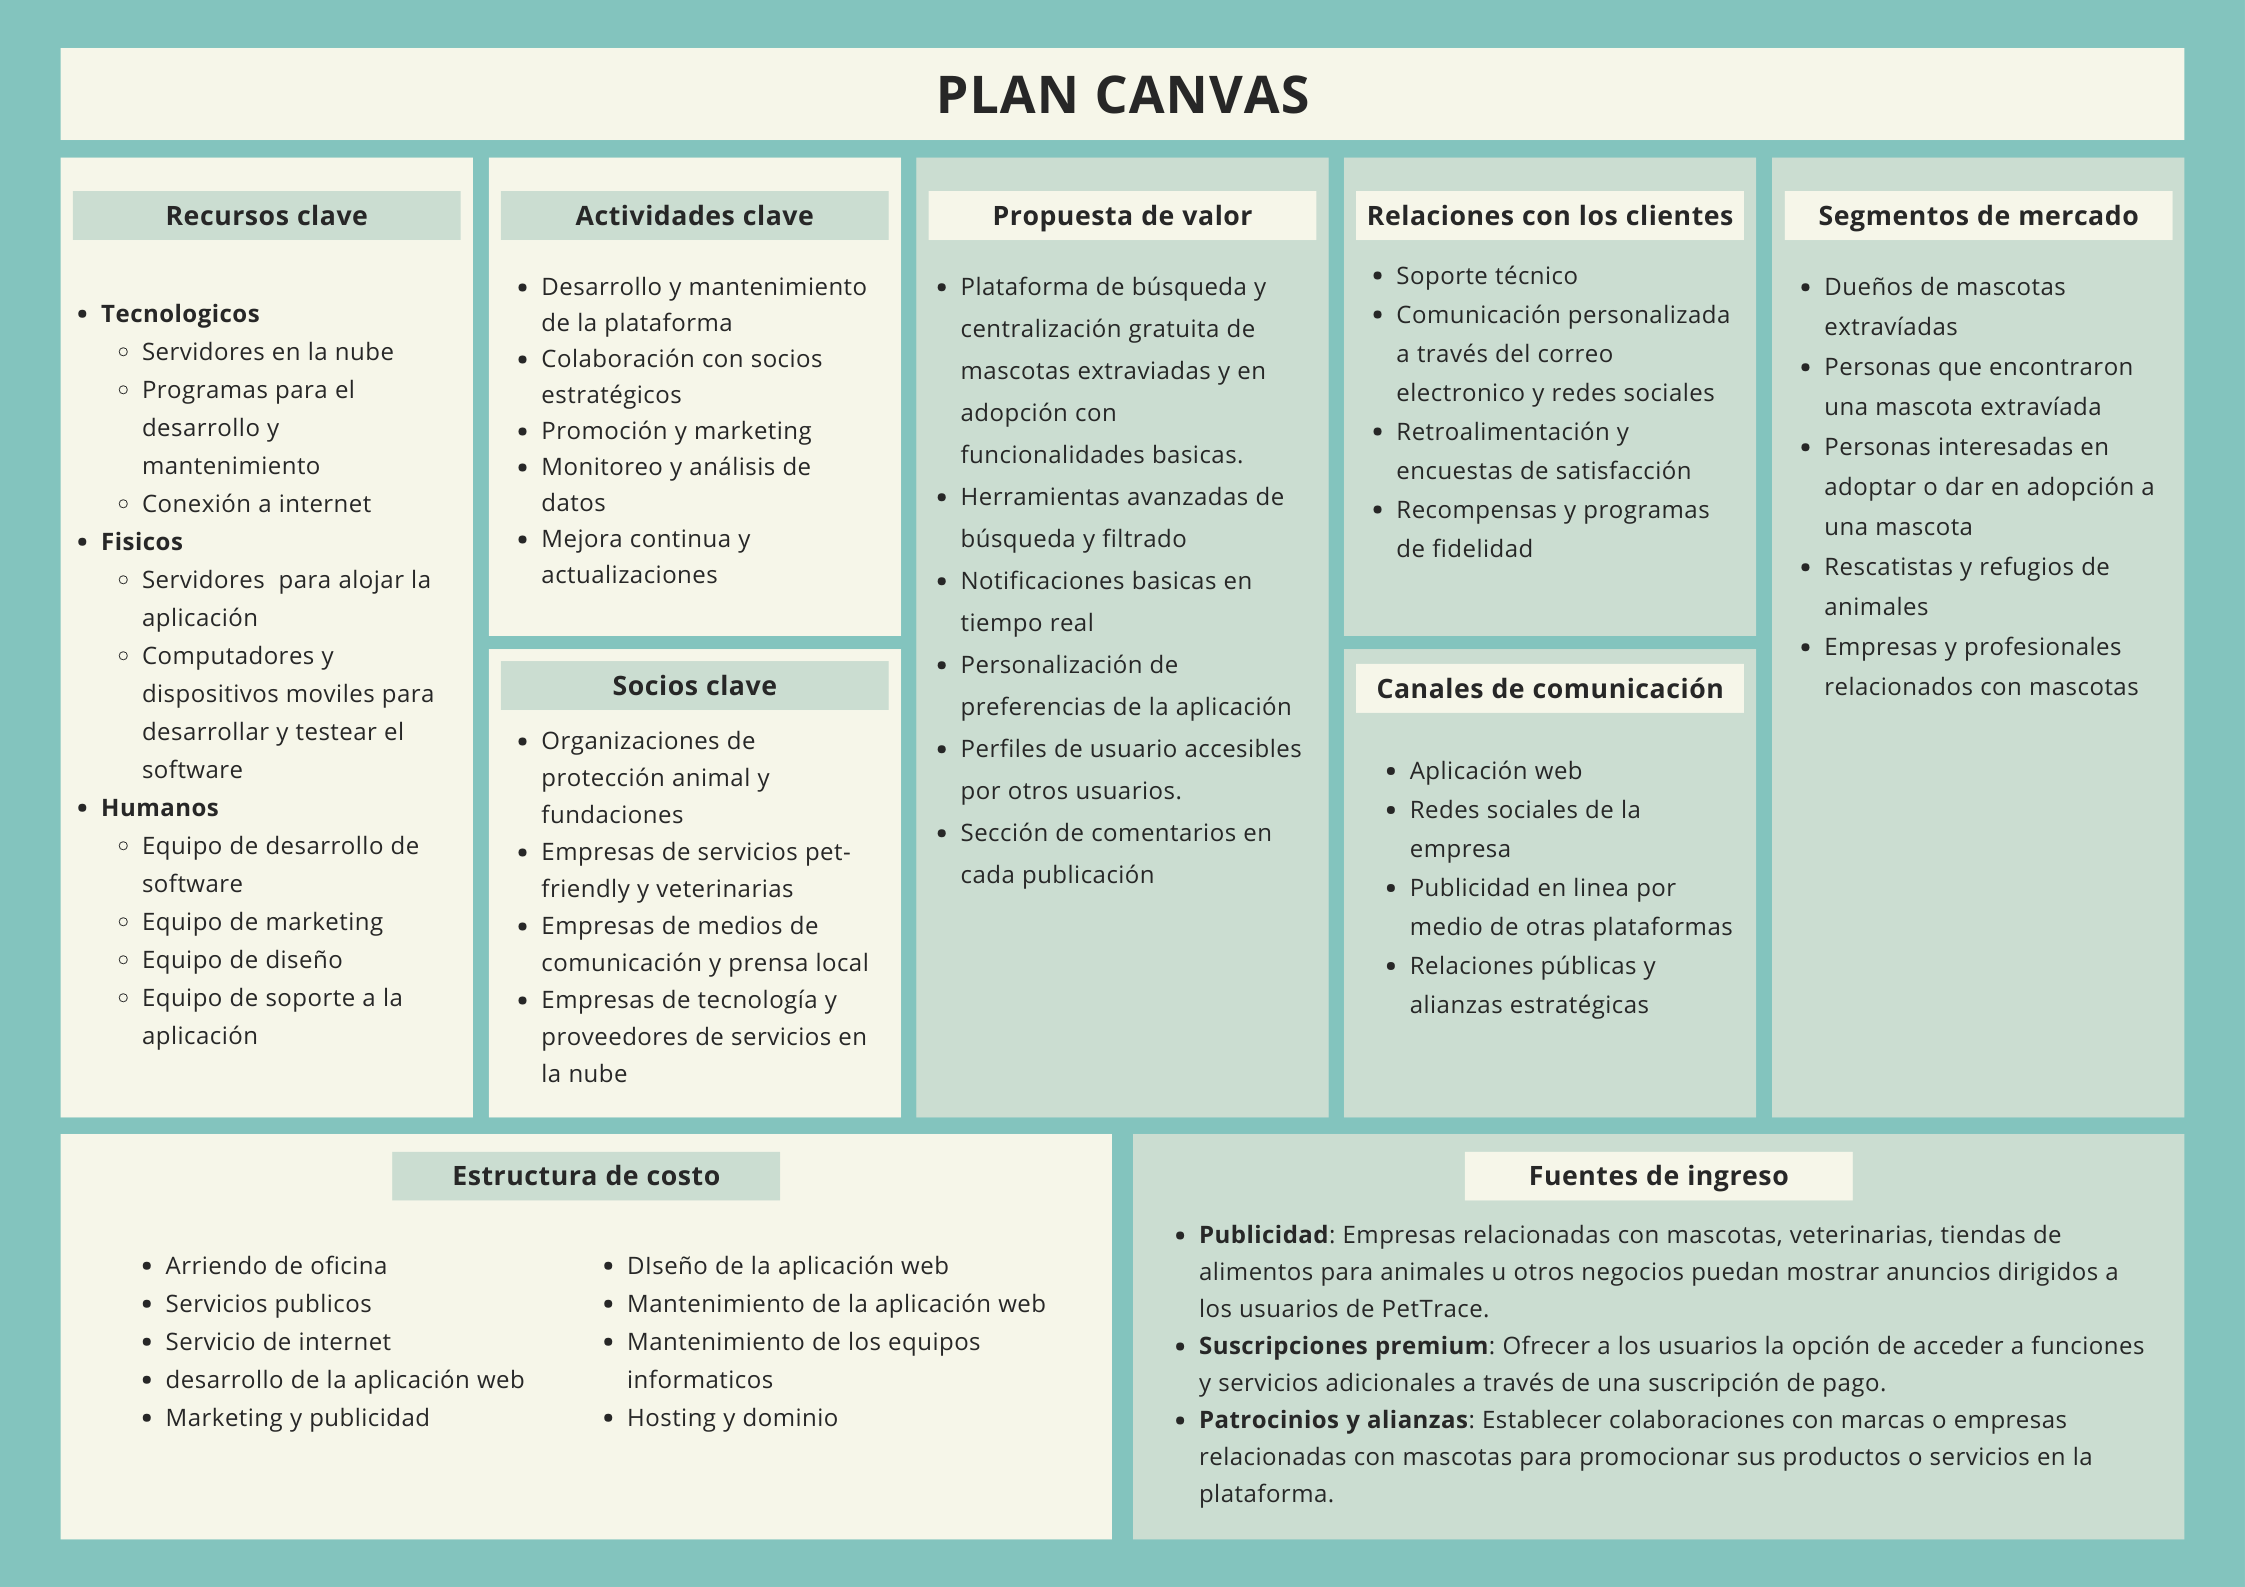 PLAN CANVAS
Recursos clave
Tecnologicos
Servidores en la nube
Programas para el
desarrollo y
mantenimiento
Conexión a internet
Fisicos
Servidores  para alojar la
aplicación
Computadores y
dispositivos moviles para
desarrollar y testear el
software
Humanos
Equipo de desarrollo de
software
Equipo de marketing
Equipo de diseño
Equipo de soporte a la
aplicación
Actividades clave
Desarrollo y mantenimiento
de la plataforma
Colaboración con socios
estratégicos
Promoción y marketing
Monitoreo y análisis de
datos
Mejora continua y
actualizaciones
Socios clave
Organizaciones de
protección animal y
fundaciones
Empresas de servicios pet-
friendly y veterinarias
Empresas de medios de
comunicación y prensa local
Empresas de tecnología y
proveedores de servicios en
la nube
Propuesta de valor
Plataforma de búsqueda y
centralización gratuita de
mascotas extraviadas y en
adopción con
funcionalidades basicas.
Herramientas avanzadas de
búsqueda y filtrado
Notificaciones basicas en
tiempo real
Personalización de
preferencias de la aplicación
Perfiles de usuario accesibles
por otros usuarios.
Sección de comentarios en
cada publicación
Relaciones con los clientes
Soporte técnico
Comunicación personalizada
a través del correo
electronico y redes sociales
Retroalimentación y
encuestas de satisfacción
Recompensas y programas
de fidelidad
Canales de comunicación
Aplicación web
Redes sociales de la
empresa
Publicidad en linea por
medio de otras plataformas
Relaciones públicas y
alianzas estratégicas
Segmentos de mercado
Dueños de mascotas
extravíadas
Personas que encontraron
una mascota extravíada
Personas interesadas en
adoptar o dar en adopción a
una mascota
Rescatistas y refugios de
animales
Empresas y profesionales
relacionados con mascotas
Estructura de costo
Arriendo de oficina
Servicios publicos
Servicio de internet
desarrollo de la aplicación web
Marketing y publicidad
DIseño de la aplicación web
Mantenimiento de la aplicación web
Mantenimiento de los equipos
informaticos
Hosting y dominio
Fuentes de ingreso
Publicidad: Empresas relacionadas con mascotas, veterinarias, tiendas de
alimentos para animales u otros negocios puedan mostrar anuncios dirigidos a
los usuarios de PetTrace.
Suscripciones premium: Ofrecer a los usuarios la opción de acceder a funciones
y servicios adicionales a través de una suscripción de pago.
Patrocinios y alianzas: Establecer colaboraciones con marcas o empresas
relacionadas con mascotas para promocionar sus productos o servicios en la
plataforma.